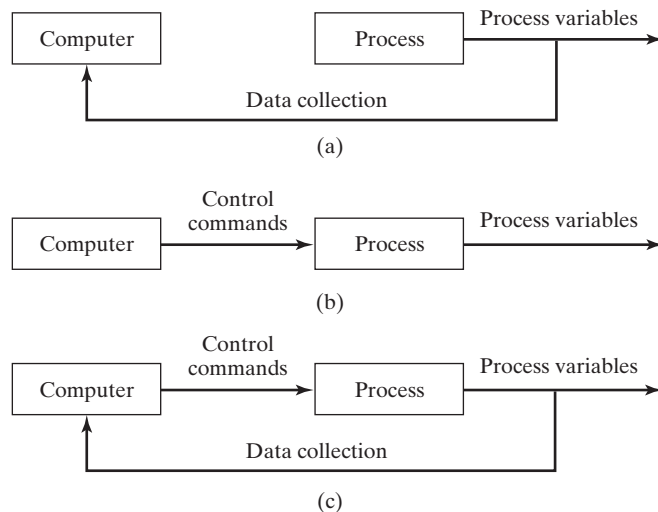 Process variables
Computer
Process
Data collection
(a)
Control
commands
Process variables
Computer
Process
(b)
Control
commands
Process variables
Computer
Process
Data collection
(c)